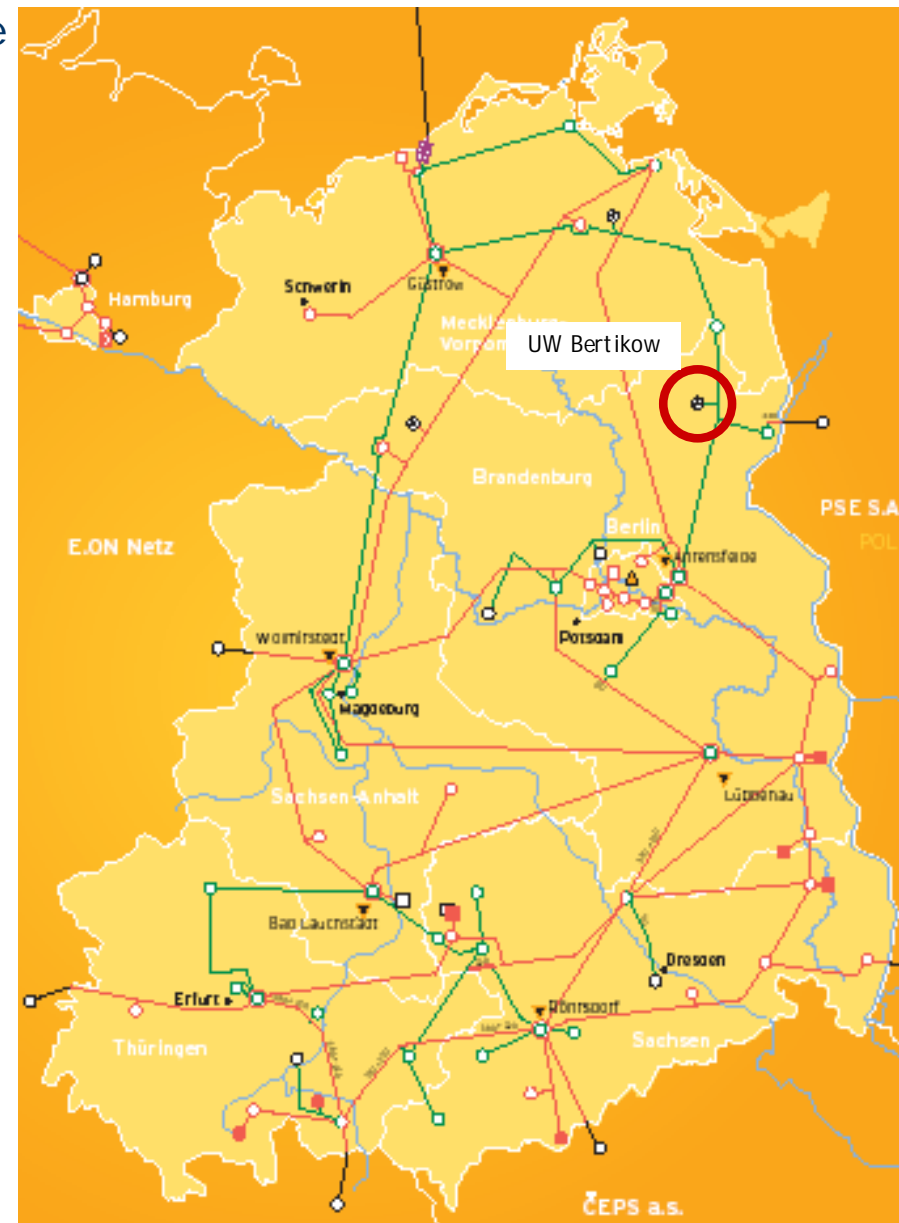 e
Hamburg
Schwerin
Güstrow
Mecklenburg-
Vorpom
UW Bertikow
Brandenburg
Berlin
PSE S.A
POL
E.ON Netz
Ahrensfelde
Wolmirstedt
Potsdam
Magdeburg
Sachsen-Anhalt
Lübbenau
Bad Lauchstädt
Dresden
Erfurt
Röhrsdorf
Thüringen
Sachsen
ČEPS a.s.